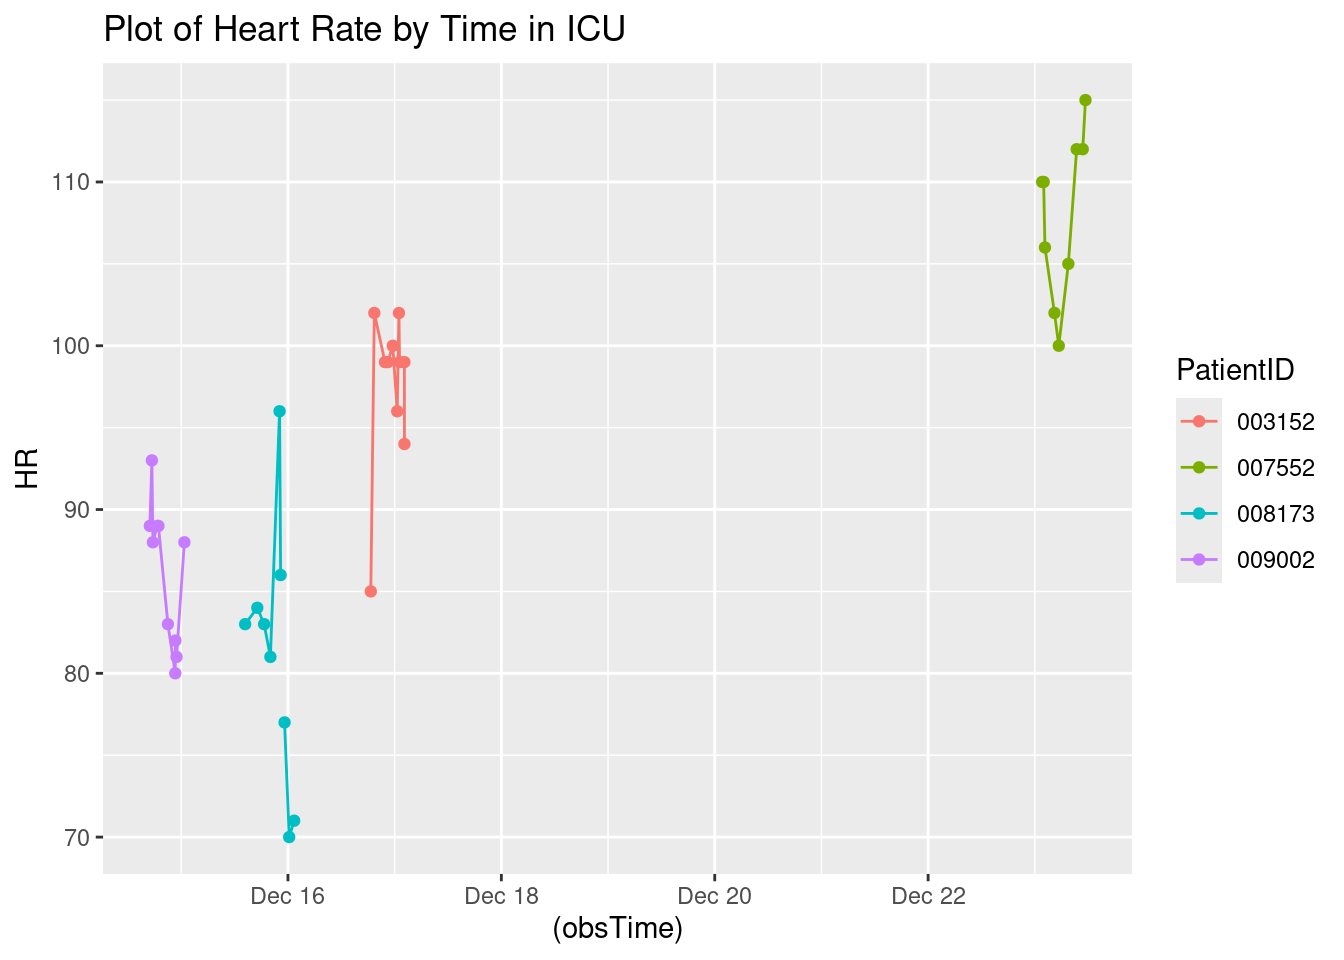 Plot of Heart Rate by Time in ICU
HR
110
100
90
80
70
Dec 16
Dec 18
Dec 20
Dec 22
(obsTime)
PatientID
003152
007552
008173
009002